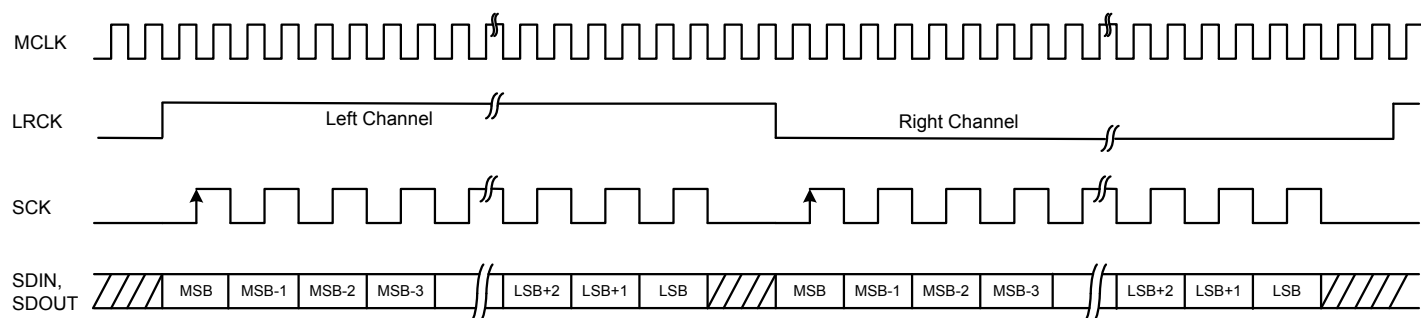 MCLK
LRCK
Left Channel
Right Channel
SCK
SDIN,
SDOUT
MSB MSB-1 MSB-2 MSB-3 LSB+2 LSB+1 LSB MSB MSB-1 MSB-2 MSB-3 LSB+2 LSB+1 LSB